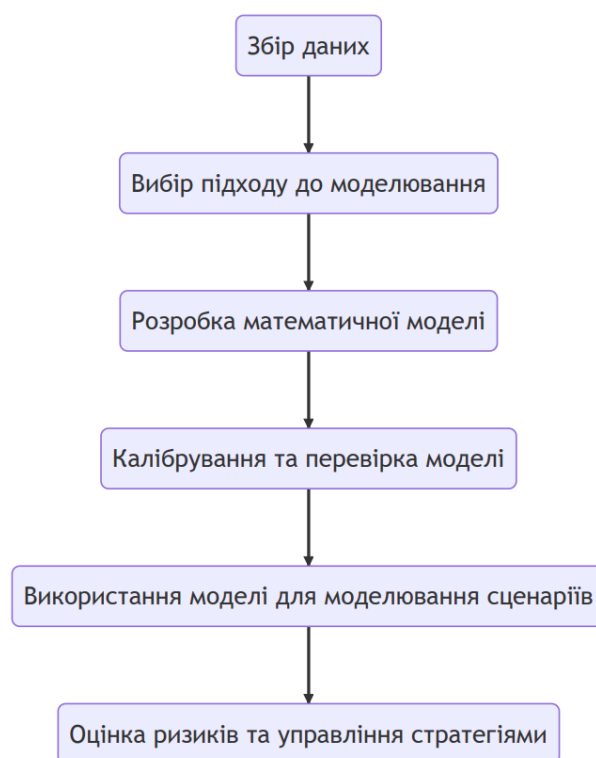 Збір даних
Вибір підходу до моделювання
Розробка математичної моделі
Калібрування та перевірка моделі
Використання моделі для моделювання сценаріїв
Оцінка ризиків та управління стратегіями